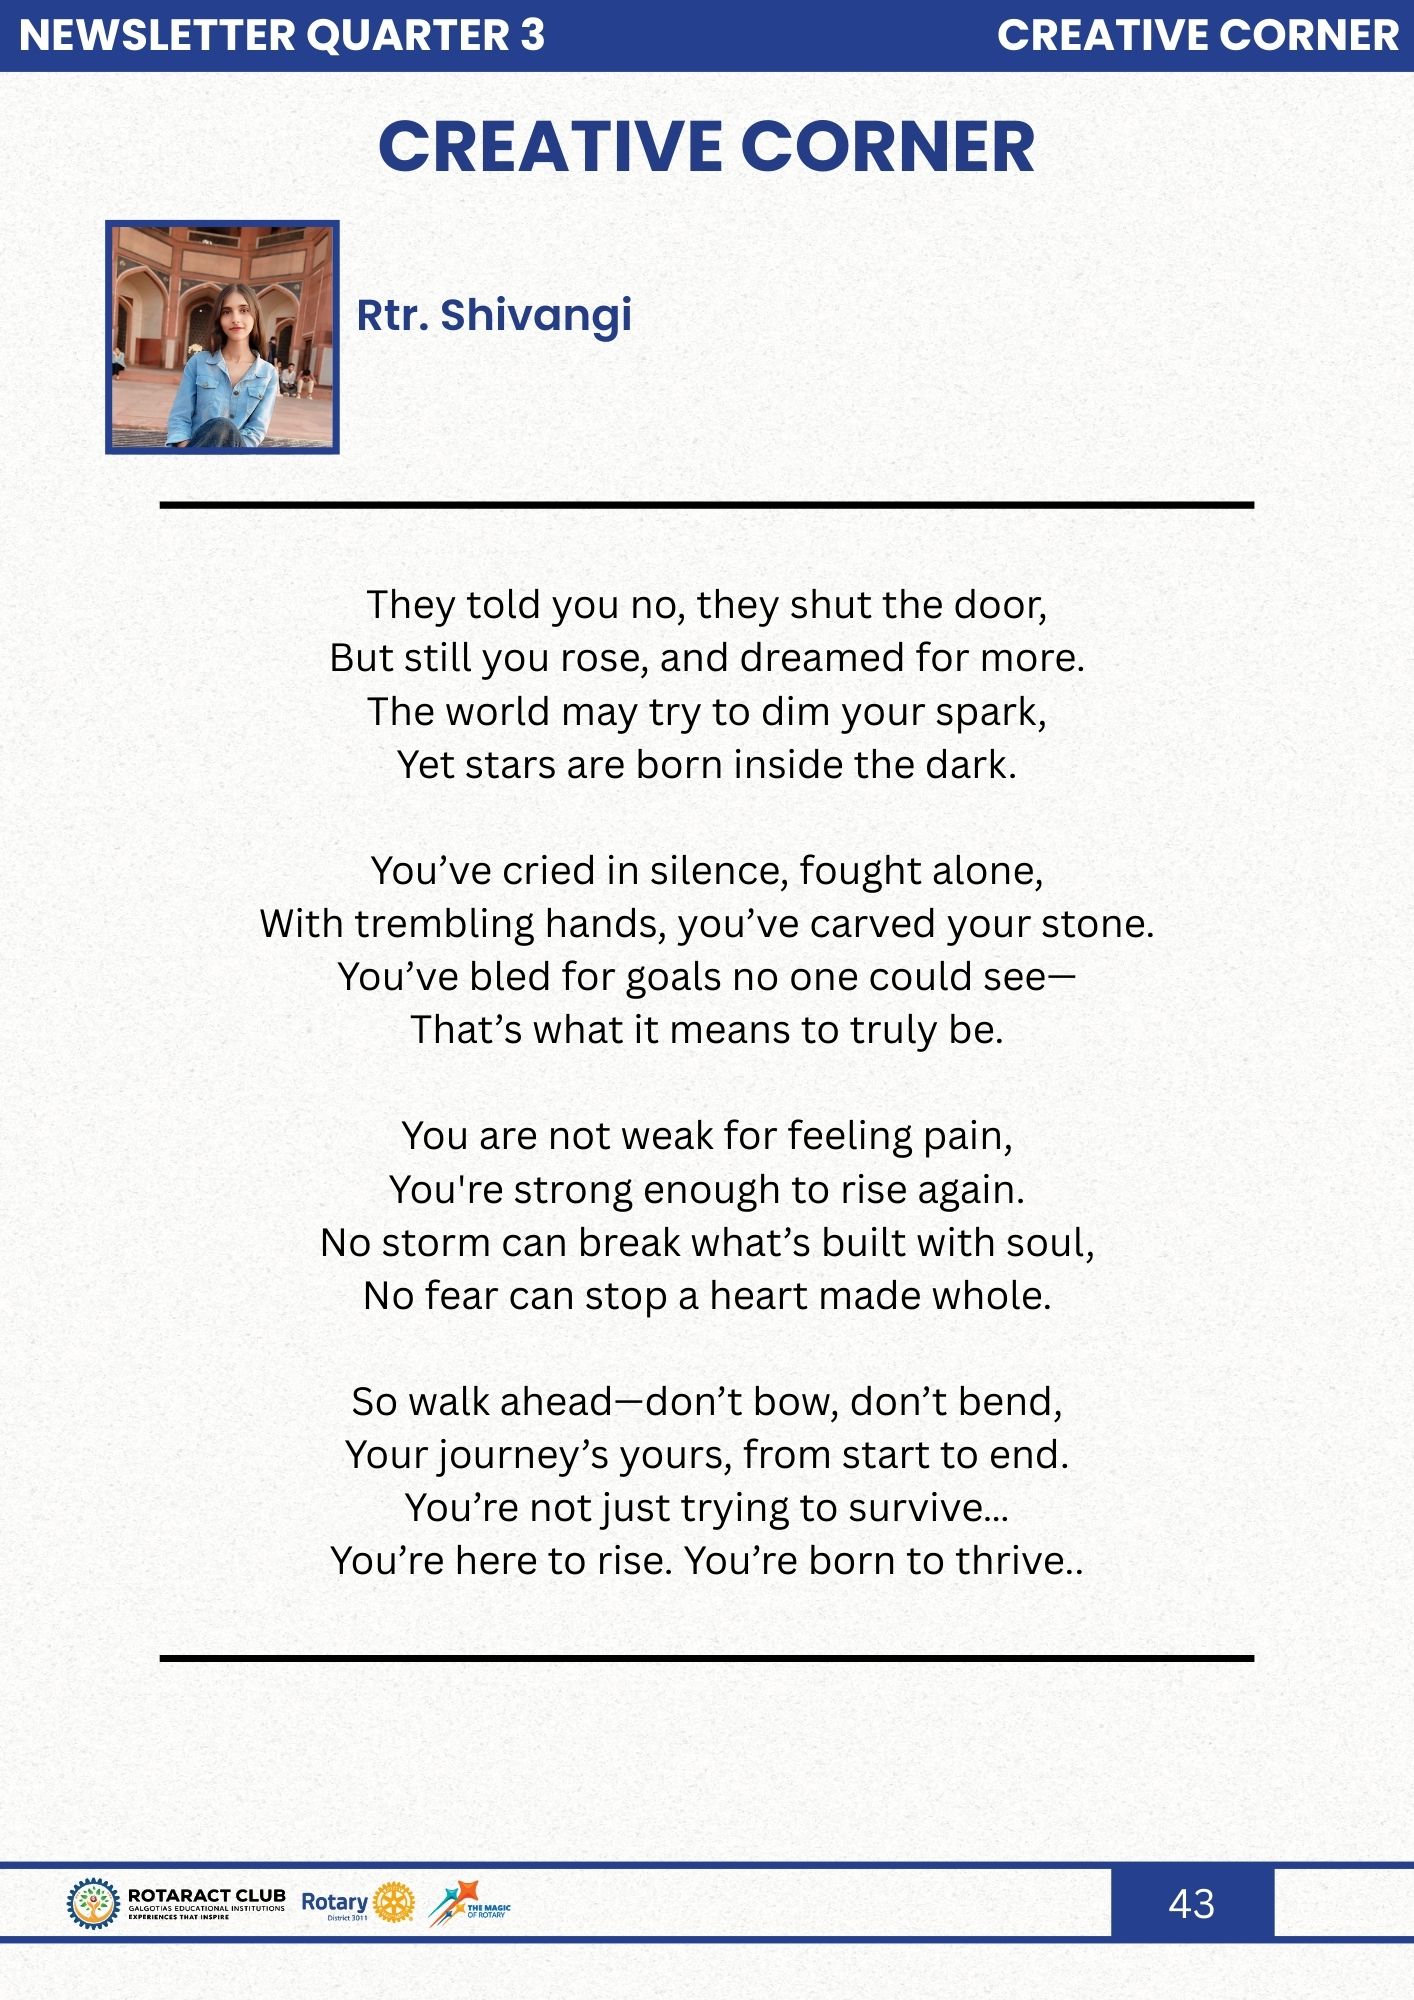 NEWSLETTER QUARTER 3
CREATIVE CORNER
CREATIVE CORNER
Rtr. Shivangi
They told you no, they shut the door,
But still you rose, and dreamed for more.
The world may try to dim your spark,
Yet stars are born inside the dark.
You’ve cried in silence, fought alone,
With trembling hands, you’ve carved your stone.
You’ve bled for goals no one could see—
That’s what it means to truly be.
You are not weak for feeling pain,
You're strong enough to rise again.
No storm can break what’s built with soul,
No fear can stop a heart made whole.
So walk ahead—don’t bow, don’t bend,
Your journey’s yours, from start to end.
You’re not just trying to survive...
You’re here to rise. You’re born to thrive..
ROTARACT CLUB
GALGOTIAS EDUCATIONAL INSTITUTIONS
EXPERIENCES THAT INSPIRE
Rotary
District 3011
THE MAGIC
OF ROTARY
43